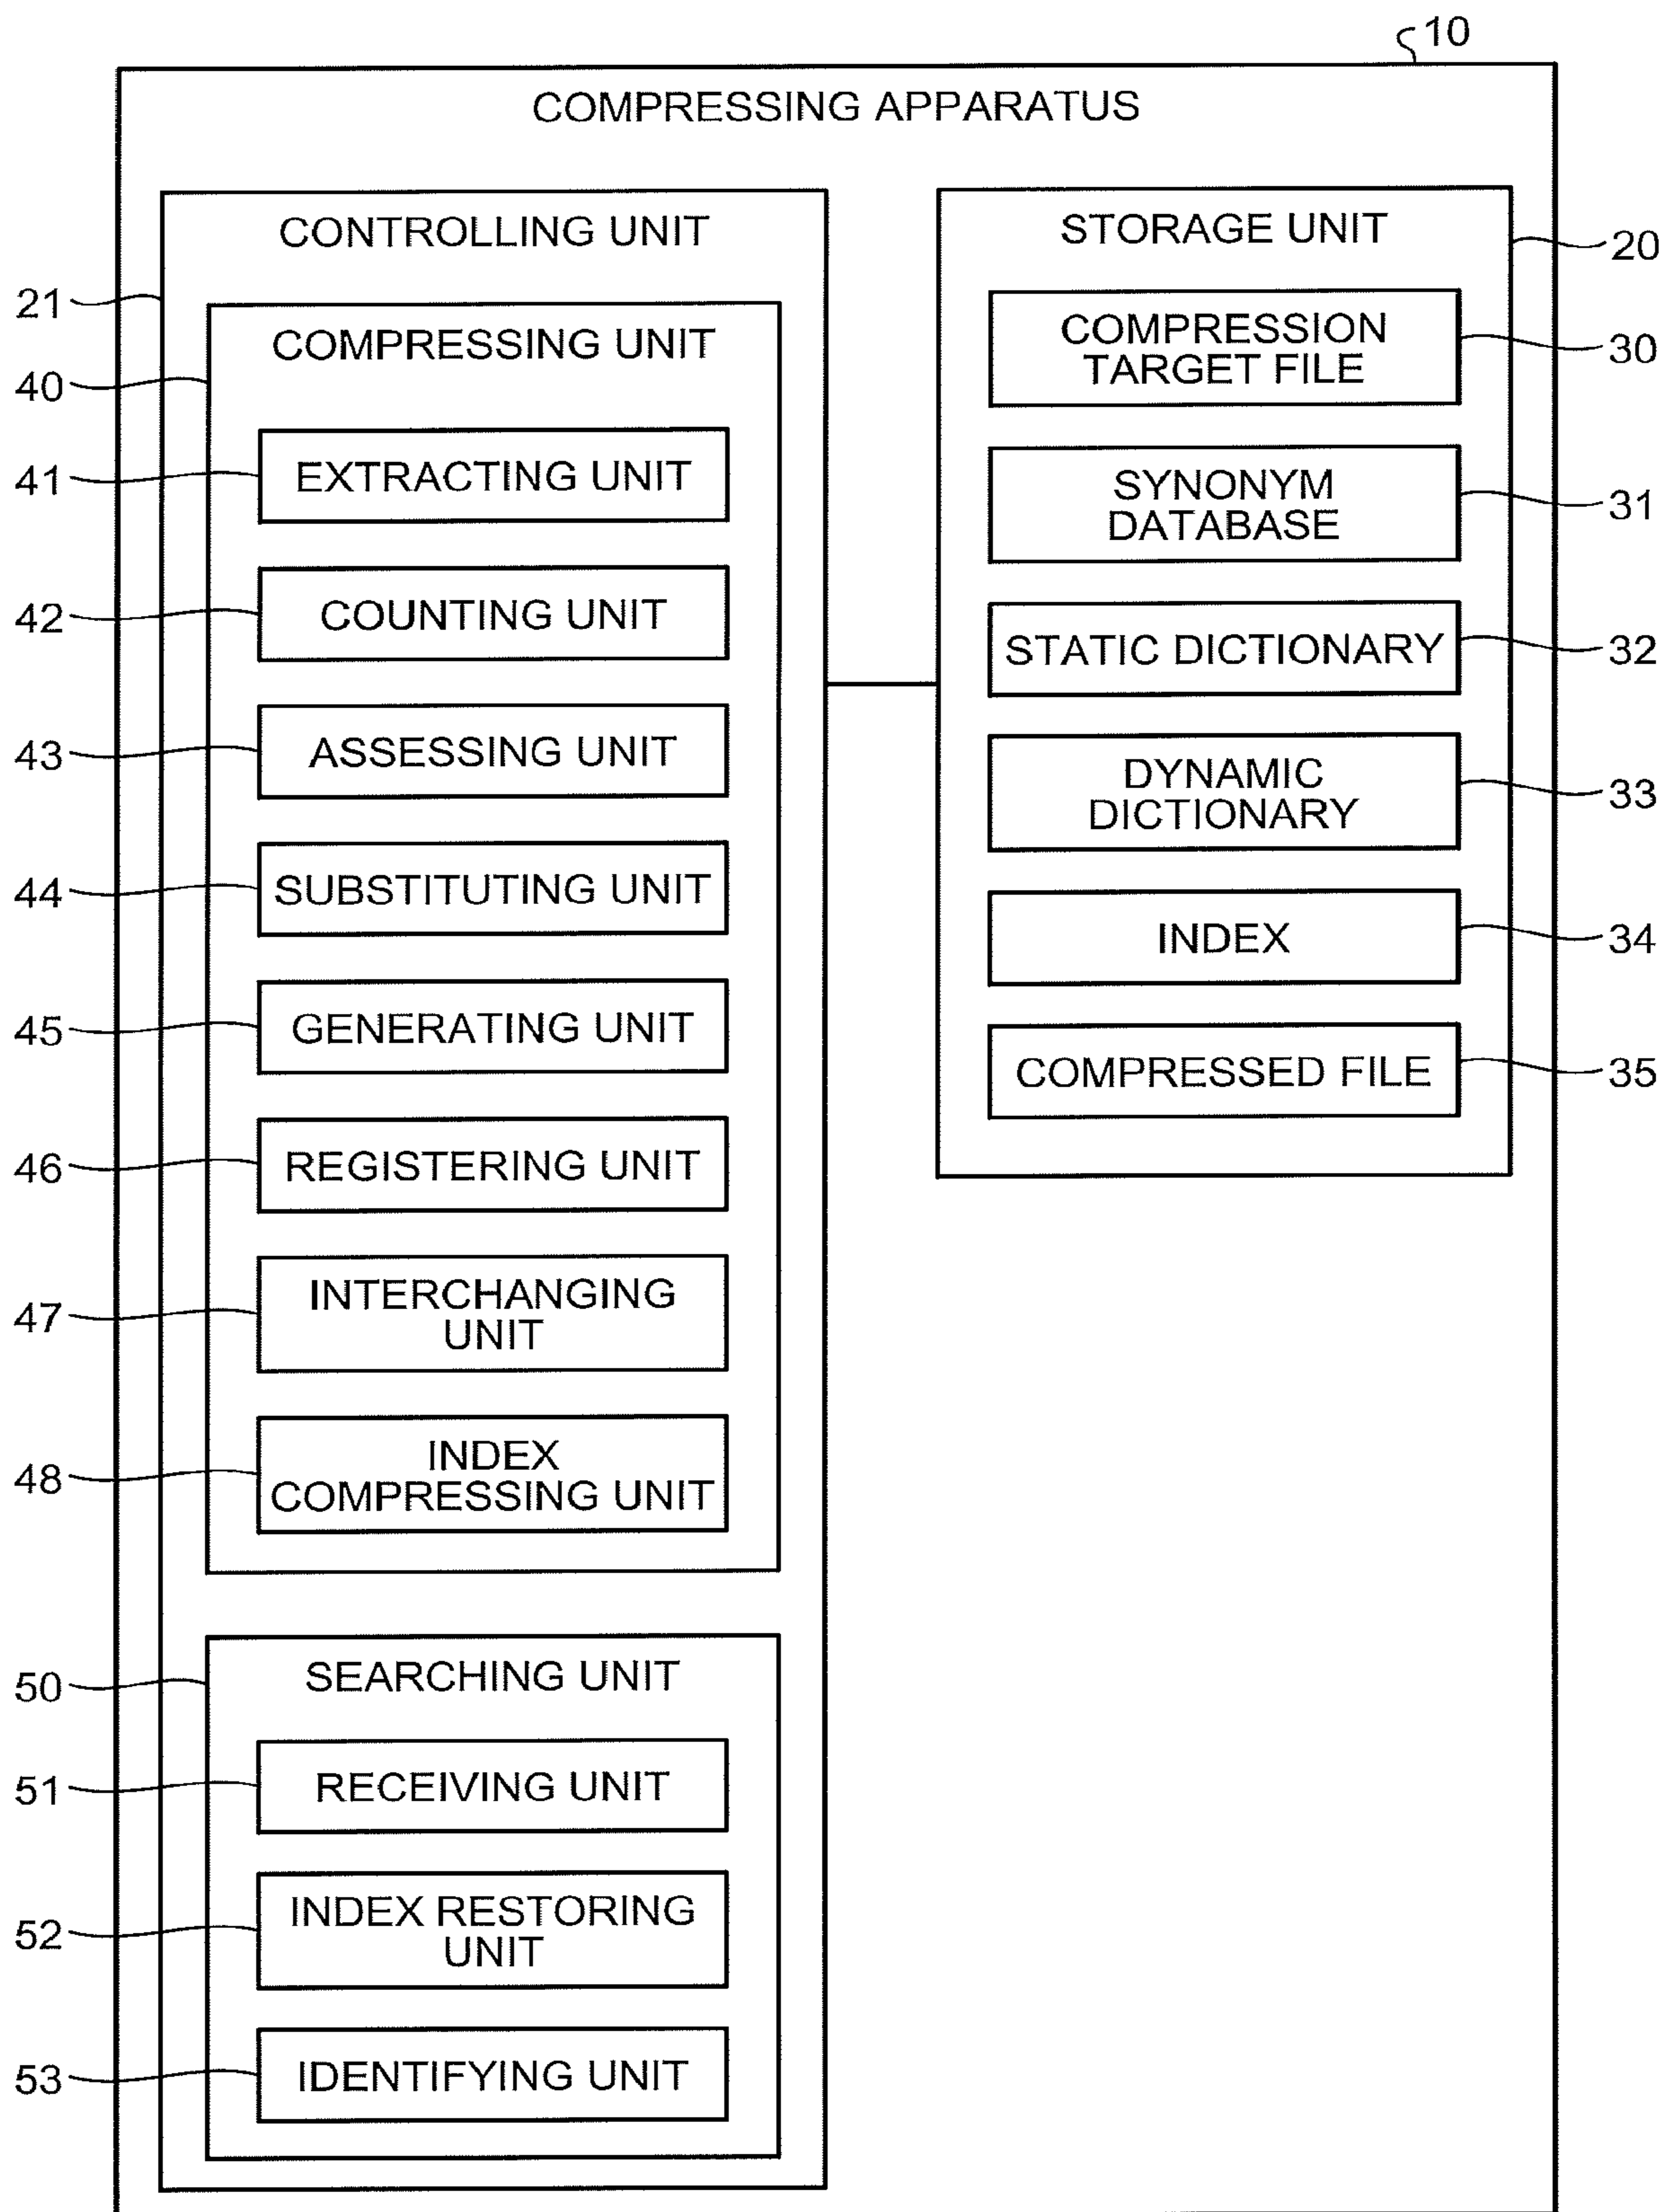 10
COMPRESSING APPARATUS
CONTROLLING UNIT
21
COMPRESSING UNIT
40
EXTRACTING UNIT
41
COUNTING UNIT
42
ASSESSING UNIT
43
SUBSTITUTING UNIT
44
GENERATING UNIT
45
REGISTERING UNIT
46
INTERCHANGING
UNIT
47
INDEX
COMPRESSING UNIT
48
SEARCHING UNIT
50
RECEIVING UNIT
51
INDEX RESTORING
UNIT
52
IDENTIFYING UNIT
53
STORAGE UNIT
20
COMPRESSION
TARGET FILE
30
SYNONYM
DATABASE
31
STATIC DICTIONARY
32
DYNAMIC
DICTIONARY
33
INDEX
34
COMPRESSED FILE
35